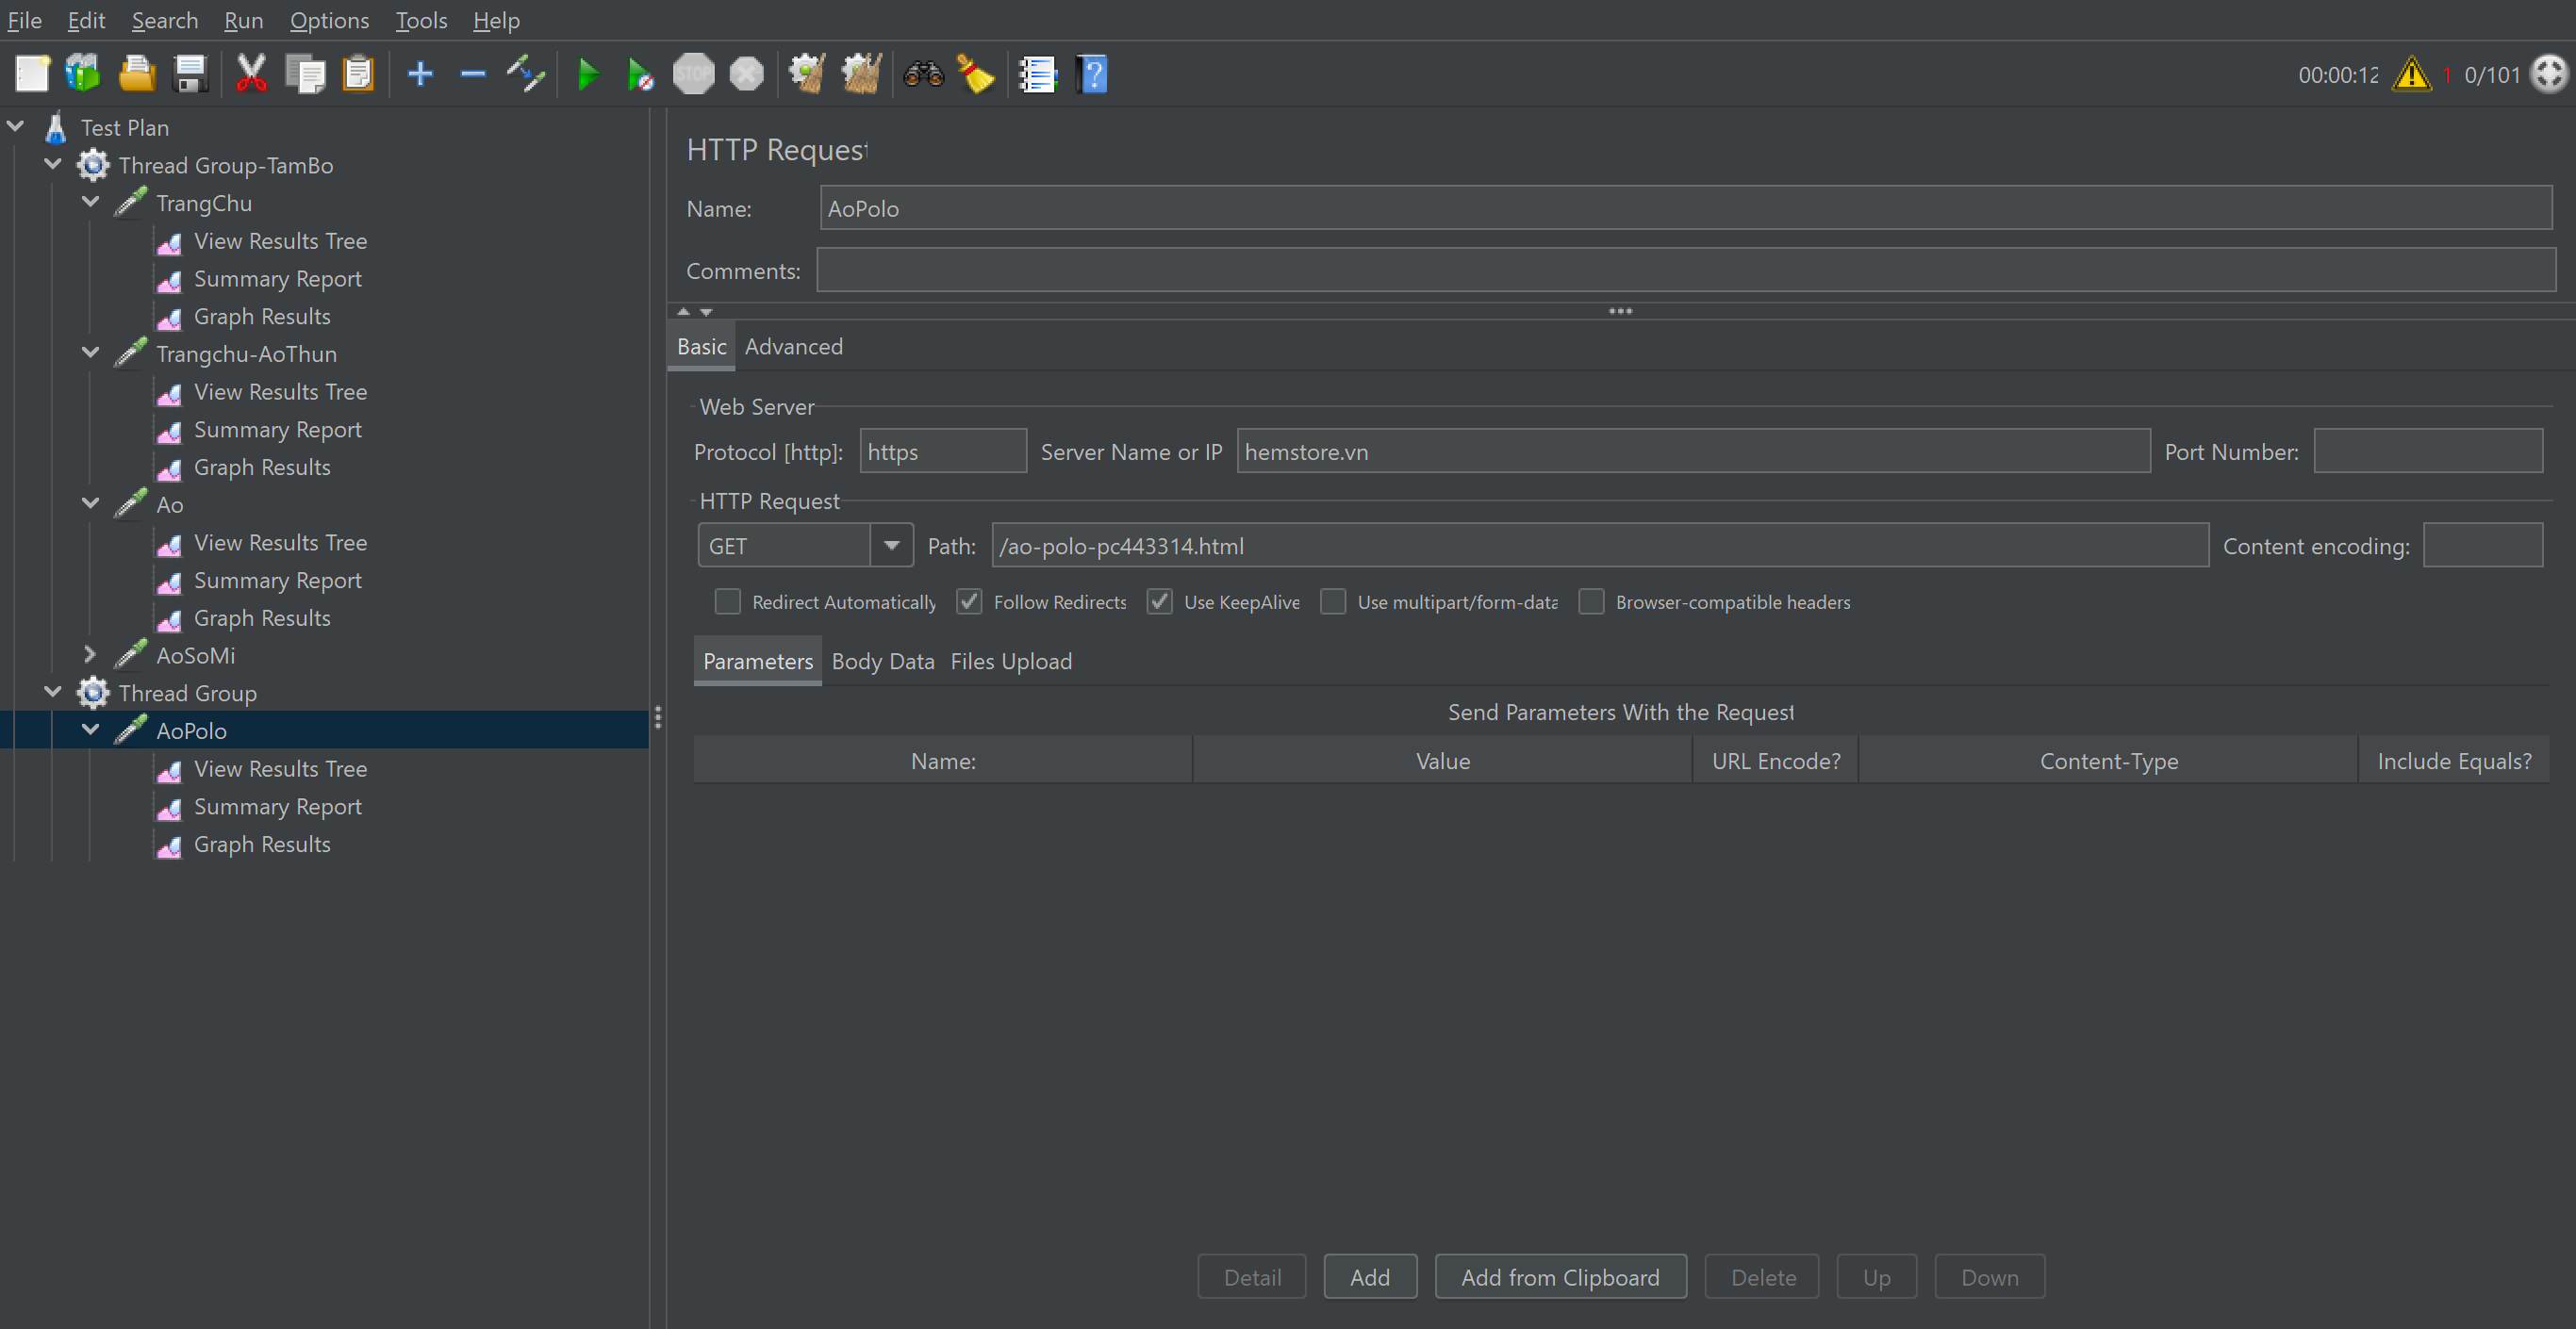 File Edit Search Run Options Tools Help
STOP
00:00:12 1 0/101
Test Plan
Thread Group-TamBo
TrangChu
View Results Tree
Summary Report
Graph Results
Trangchu-AoThun
View Results Tree
Summary Report
Graph Results
Ao
View Results Tree
Summary Report
Graph Results
AoSoMi
Thread Group
AoPolo
View Results Tree
Summary Report
Graph Results
HTTP Request
Name: AoPolo
Comments:
Basic Advanced
Web Server
Protocol [http]: https Server Name or IP hemstore.vn Port Number:
HTTP Request
GET Path: /ao-polo-pc443314.html Content encoding:
Redirect Automatically Follow Redirects Use KeepAlive Use multipart/form-data Browser-compatible headers
Parameters Body Data Files Upload
Send Parameters With the Request
Name: Value URL Encode? Content-Type Include Equals?
Detail Add Add from Clipboard Delete Up Down